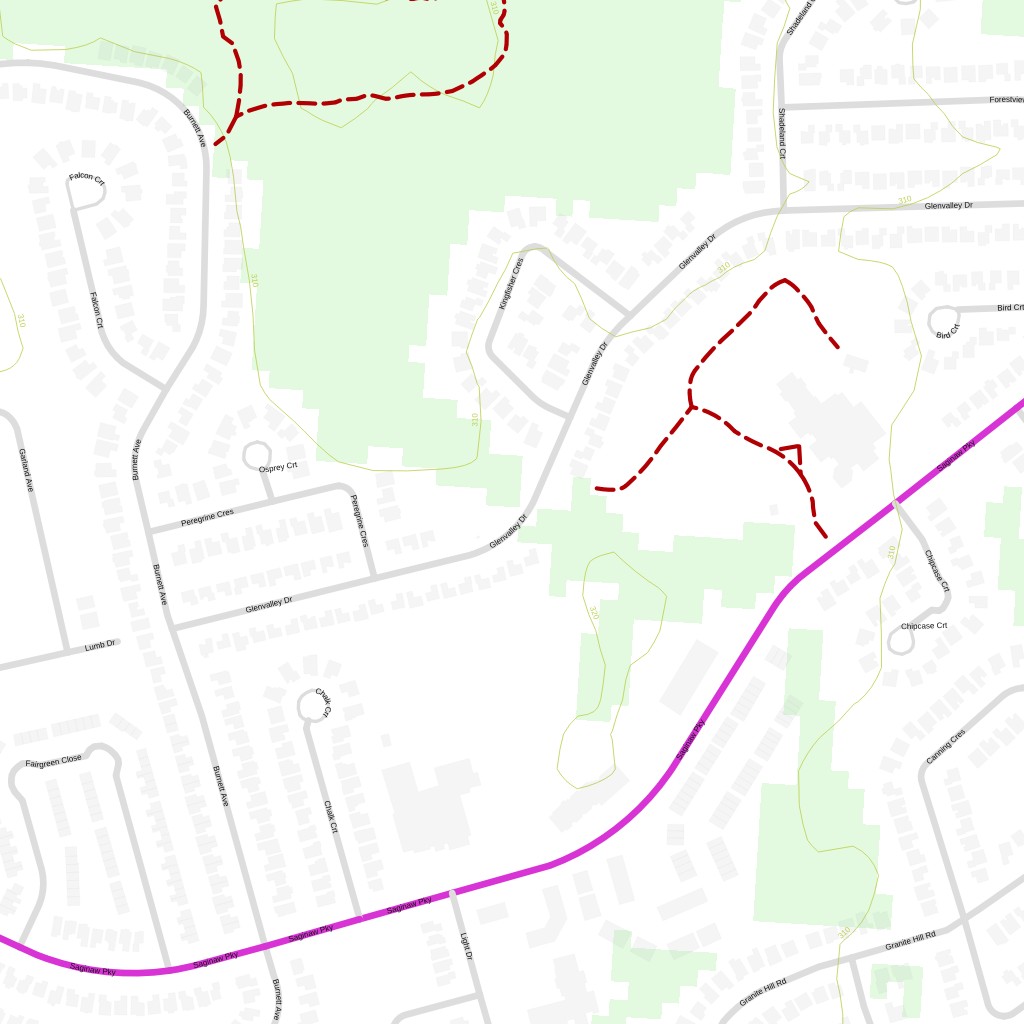 310
Shadeland Crt
Forestview
Burnett Ave
Shadeland Crt
Falcon Crt
310
Glenvalley Dr
Glenvalley Dr
310
Kingfisher Cres
310
Falcon Crt
310
Bird Crt
Bird Crt
Glenvalley Dr
310
Burnett Ave
Garland Ave
Osprey Crt
Saginaw Pky
Peregrine Cres
Peregrine Cres
Glenvalley Dr
310
Burnett Ave
Chipcase Crt
Glenvalley Dr
320
Chipcase Crt
Lumb Dr
Chalk Crt
Saginaw Pky
Canning Cres
Fairgreen Close
Burnett Ave
Chalk Crt
Saginaw Pky
310
Saginaw Pky
Granite Hill Rd
Light Dr
Saginaw Pky
Saginaw Pky
Granite Hill Rd
Burnett Ave